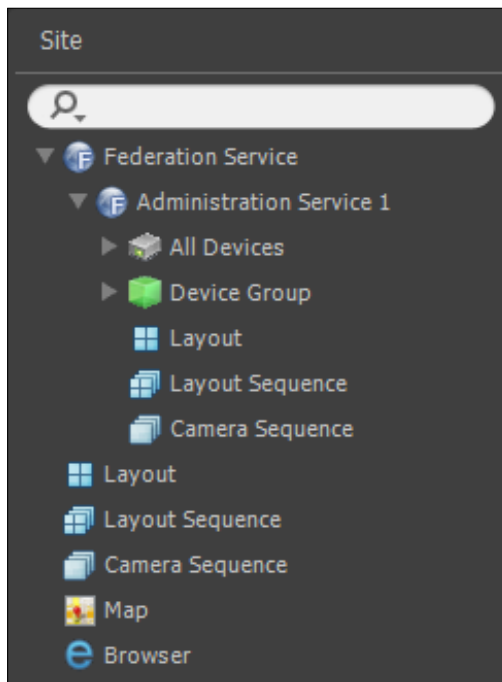 Site
Federation Service
Administration Service 1
All Devices
Device Group
Layout
Layout Sequence
Camera Sequence
Layout
Layout Sequence
Camera Sequence
Map
Browser